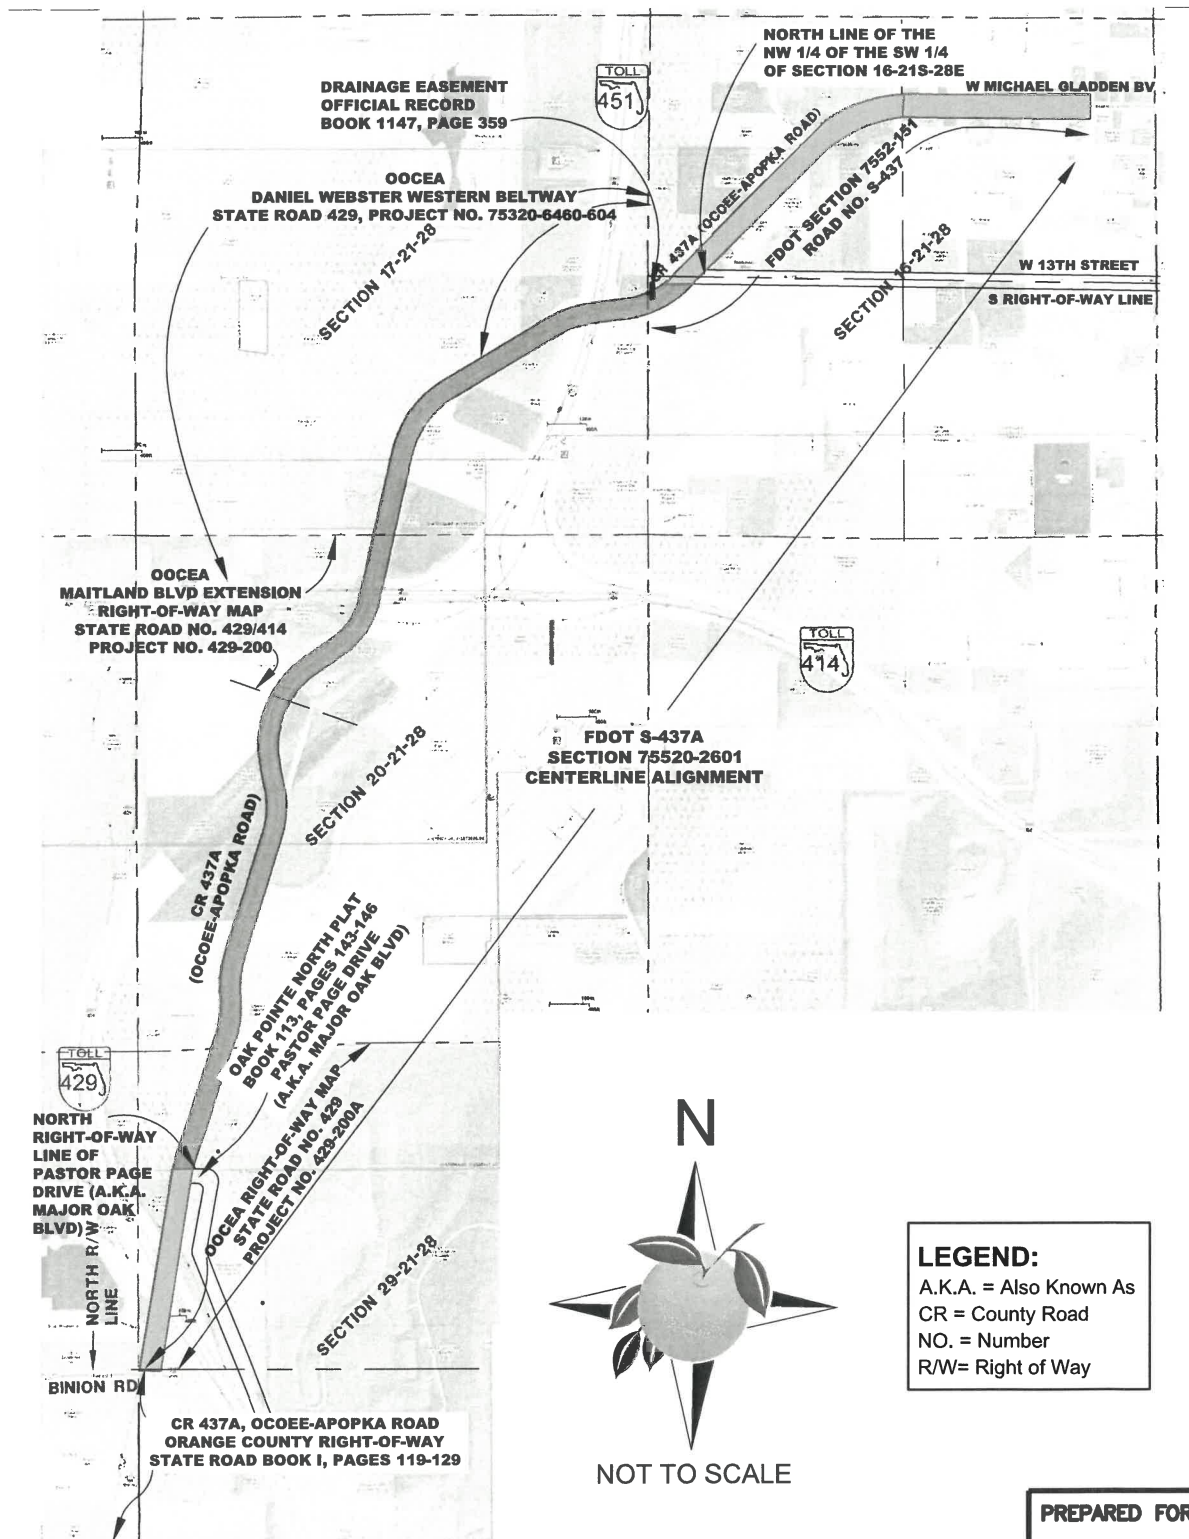 NORTH LINE OF THE
NW 1/4 OF THE SW 1/4
OF SECTION 16-21S-28E
TOLL
451
W MICHAEL GLADDEN BV
DRAINAGE EASEMENT
OFFICIAL RECORD
BOOK 1147, PAGE 359
OOCEA
DANIEL WEBSTER WESTERN BELTWAY
STATE ROAD 429, PROJECT NO. 75320-6460-604
SECTION 17-21-28
CR 437A (OCOEE-APOPKA ROAD)
FDOT SECTION 7552-151
ROAD NO. S-437
SECTION 16-21-28
W 13TH STREET
S RIGHT-OF-WAY LINE
OOCEA
MAITLAND BLVD EXTENSION
RIGHT-OF-WAY MAP
STATE ROAD NO. 429/414
PROJECT NO. 429-200
TOLL
414
FDOT S-437A
SECTION 75520-2601
CENTERLINE ALIGNMENT
SECTION 20-21-28
CR 437A
(OCOEE-APOPKA ROAD)
OAK POINTE NORTH PLAT
BOOK 113, PAGES 143-146
PASTOR PAGE DRIVE
(A.K.A. MAJOR OAK BLVD)
TOLL
429
NORTH
RIGHT-OF-WAY
LINE OF
PASTOR PAGE
DRIVE (A.K.A.
MAJOR OAK
BLVD)
OOCEA RIGHT-OF-WAY MAP
STATE ROAD NO. 429
PROJECT NO. 429-200A
NORTH R/W
LINE
SECTION 29-21-28
BINION RD
CR 437A, OCOEE-APOPKA ROAD
ORANGE COUNTY RIGHT-OF-WAY
STATE ROAD BOOK I, PAGES 119-129
N
NOT TO SCALE
LEGEND:
A.K.A. = Also Known As
CR = County Road
NO. = Number
R/W= Right of Way
PREPARED FOR